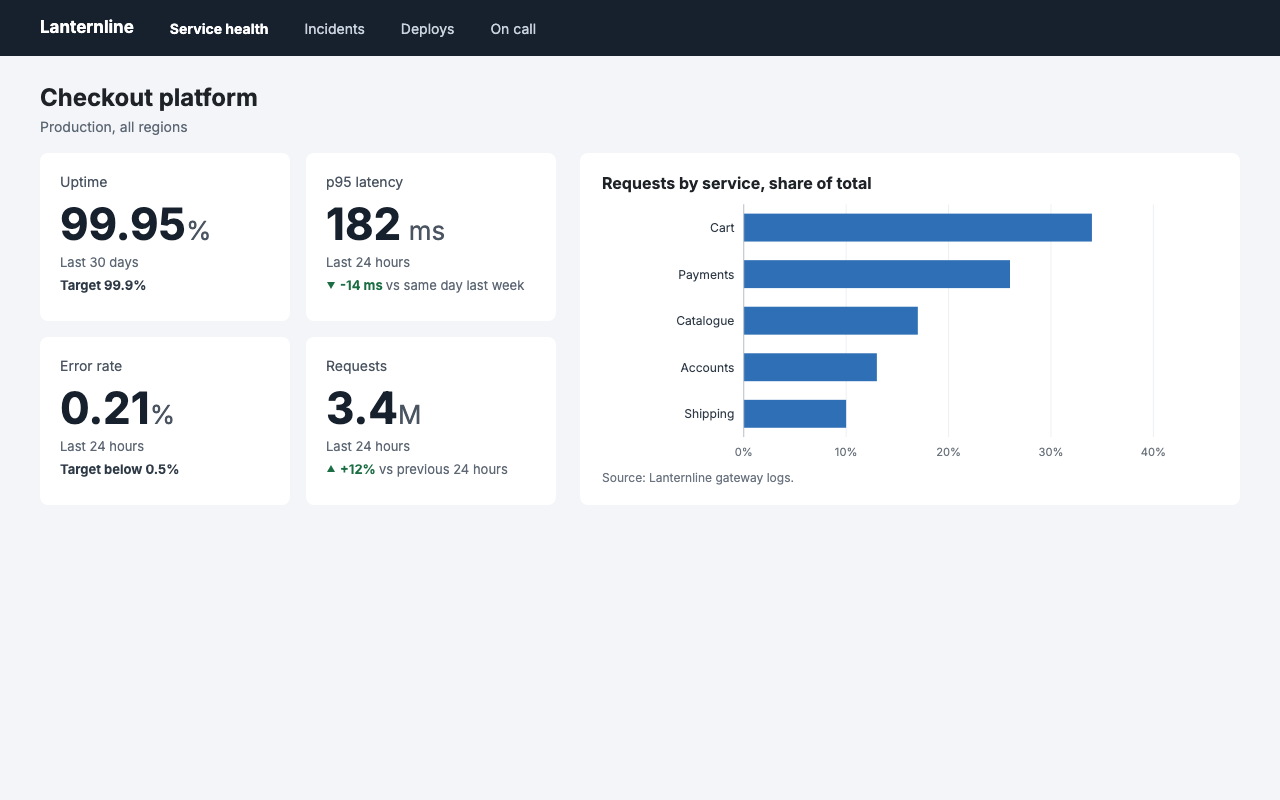 Lanternline Service health Incidents Deploys On call
Checkout platform
Production, all regions
Uptime
99.95%
Last 30 days
Target 99.9%
p95 latency
182 ms
Last 24 hours
▼ -14 ms vs same day last week
Error rate
0.21%
Last 24 hours
Target below 0.5%
Requests
3.4M
Last 24 hours
▲ +12% vs previous 24 hours
Requests by service, share of total
Cart
Payments
Catalogue
Accounts
Shipping
0% 10% 20% 30% 40%
Source: Lanternline gateway logs.